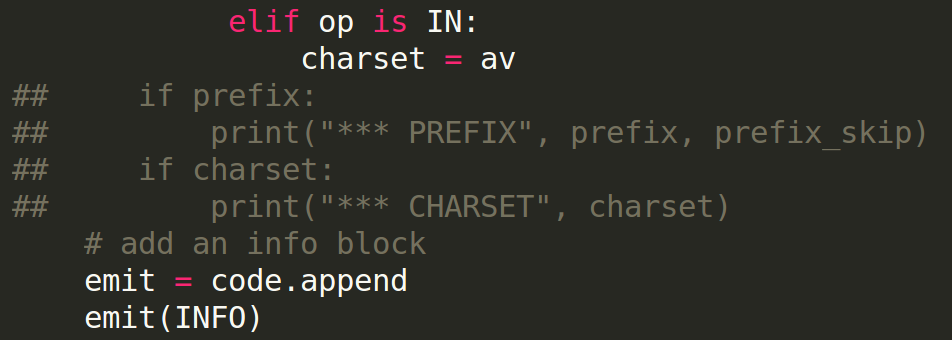 elif op is IN:
                charset = av
##     if prefix:
##         print("*** PREFIX", prefix, prefix_skip)
##     if charset:
##         print("*** CHARSET", charset)
    # add an info block
    emit = code.append
    emit(INFO)